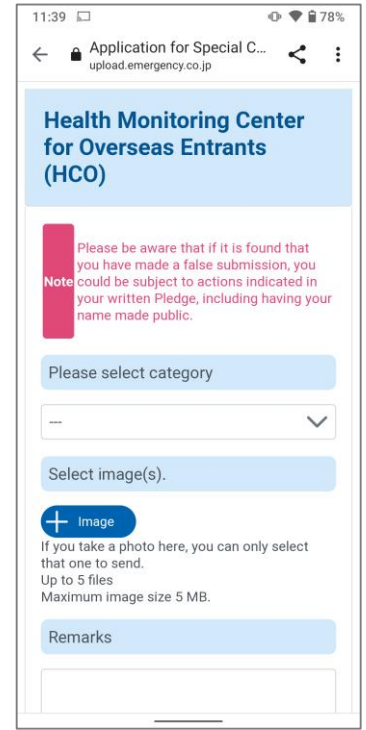 11:39
78%
Application for Special C...
upload.emergency.co.jp
Health Monitoring Center
for Overseas Entrants
(HCO)
Please be aware that if it is found that
you have made a false submission, you
Note could be subject to actions indicated in
your written Pledge, including having your
name made public.
Please select category
---
Select image(s).
Image
If you take a photo here, you can only select
that one to send.
Up to 5 files
Maximum image size 5 MB.
Remarks